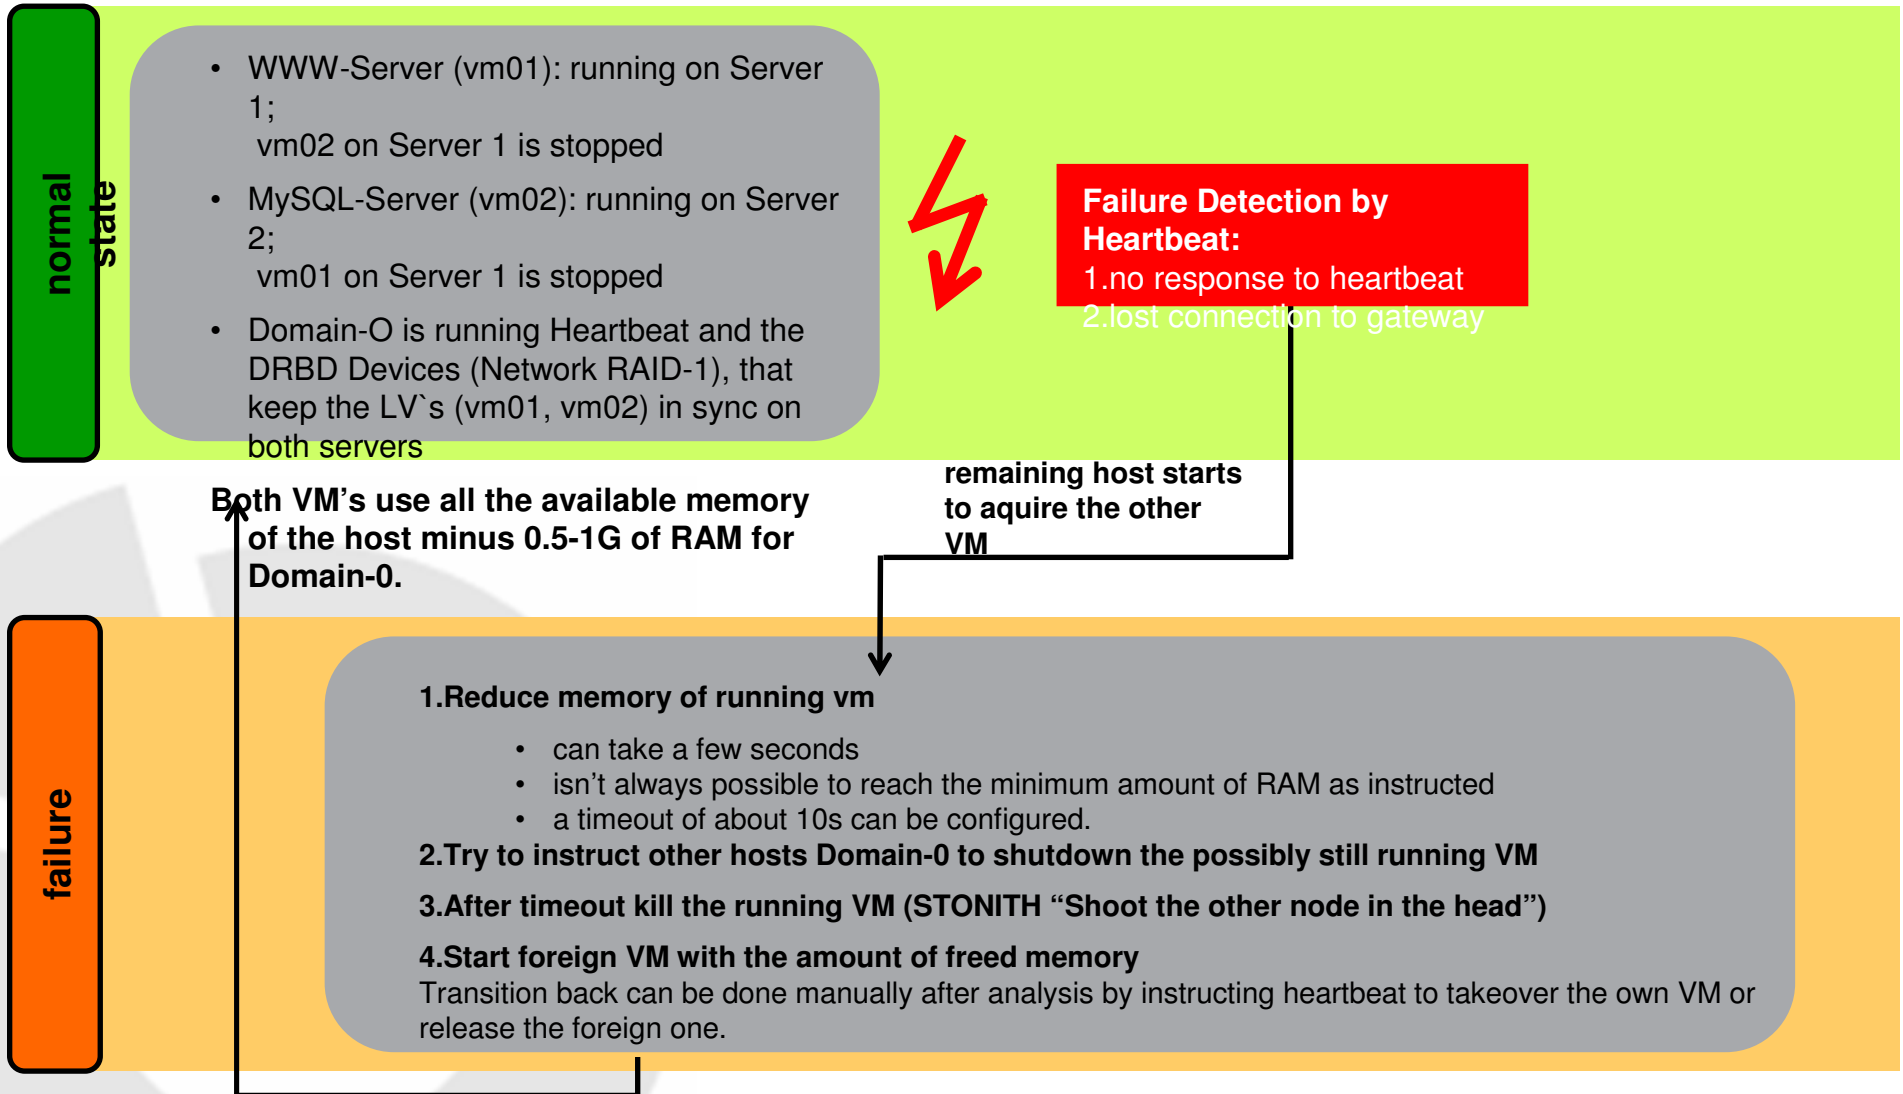 normal
state
• WWW-Server (vm01): running on Server
1;
vm02 on Server 1 is stopped
• MySQL-Server (vm02): running on Server
2;
vm01 on Server 1 is stopped
• Domain-O is running Heartbeat and the
DRBD Devices (Network RAID-1), that
keep the LV`s (vm01, vm02) in sync on
both servers
Both VM’s use all the available memory
of the host minus 0.5-1G of RAM for
Domain-0.
Failure Detection by
Heartbeat:
1.no response to heartbeat
2.lost connection to gateway
remaining host starts
to aquire the other
VM
failure
1.Reduce memory of running vm
• can take a few seconds
• isn’t always possible to reach the minimum amount of RAM as instructed
• a timeout of about 10s can be configured.
2.Try to instruct other hosts Domain-0 to shutdown the possibly still running VM
3.After timeout kill the running VM (STONITH “Shoot the other node in the head”)
4.Start foreign VM with the amount of freed memory
Transition back can be done manually after analysis by instructing heartbeat to takeover the own VM or
release the foreign one.